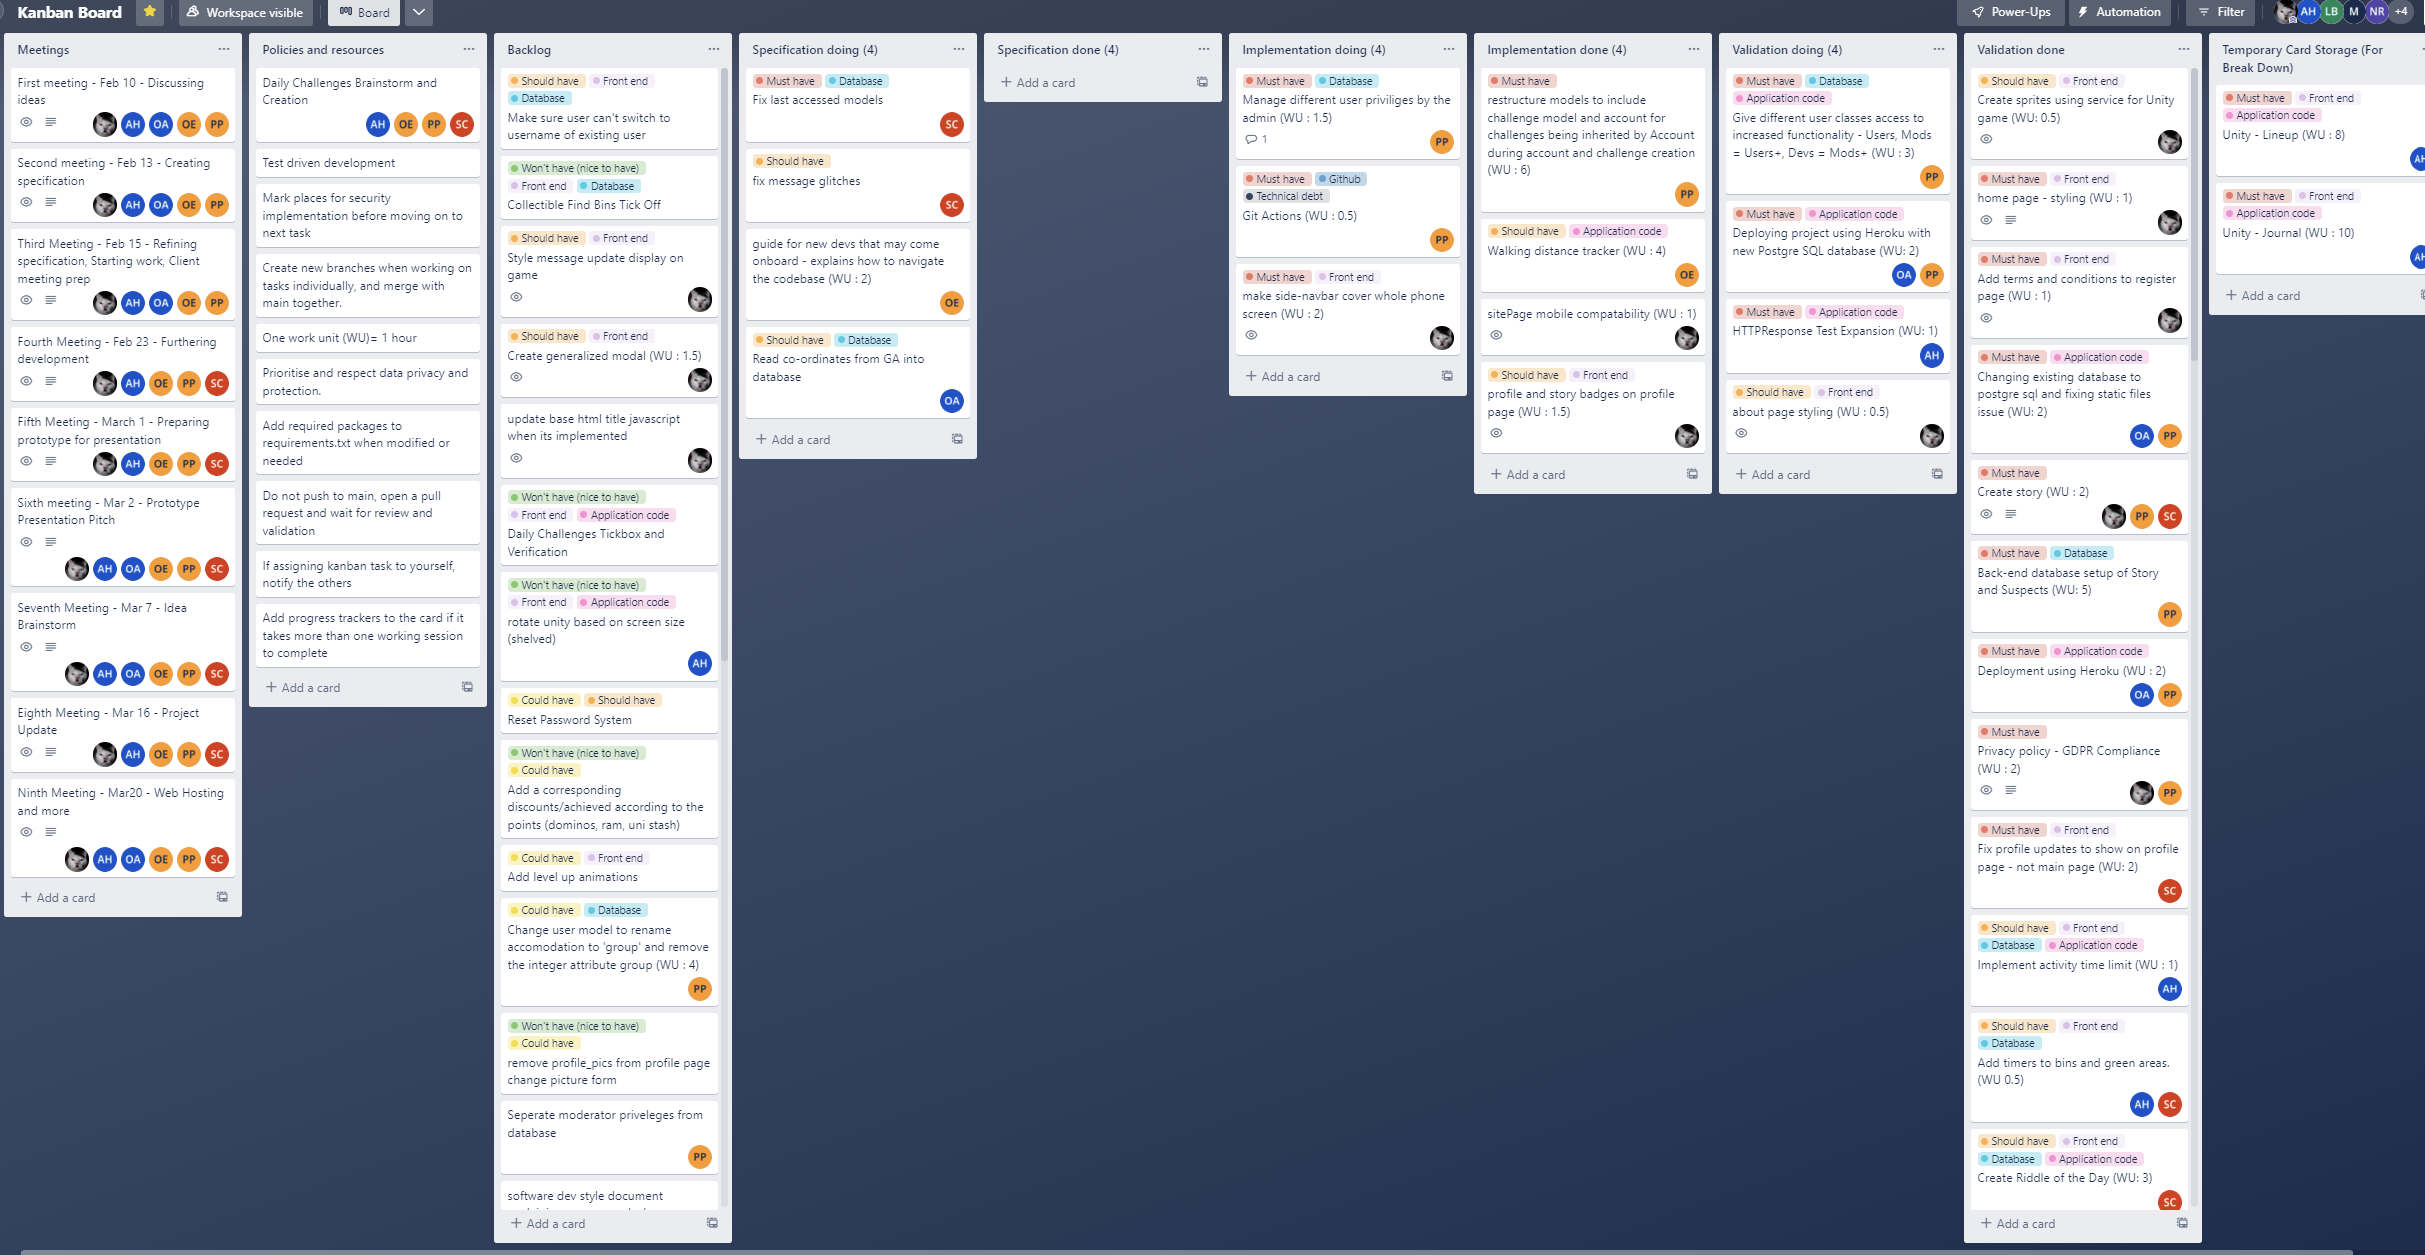 Kanban Board
Workspace visible
Board
Power-Ups
Automation
Filter
AH LB M NR +4
Meetings
First meeting - Feb 10 - Discussing
ideas
AH OA OE PP
Second meeting - Feb 13 - Creating
specification
AH OA OE PP
Third Meeting - Feb 15 - Refining
specification, Starting work, Client
meeting prep
AH OA OE PP
Fourth Meeting - Feb 23 - Furthering
development
AH OE PP SC
Fifth Meeting - March 1 - Preparing
prototype for presentation
AH OE PP SC
Sixth meeting - Mar 2 - Prototype
Presentation Pitch
AH OA OE PP SC
Seventh Meeting - Mar 7 - Idea
Brainstorm
AH OA OE PP SC
Eighth Meeting - Mar 16 - Project
Update
AH OE PP SC
Ninth Meeting - Mar20 - Web Hosting
and more
AH OA OE PP SC
Add a card
Policies and resources
Daily Challenges Brainstorm and
Creation
AH OE PP SC
Test driven development
Mark places for security
implementation before moving on to
next task
Create new branches when working on
tasks individually, and merge with
main together.
One work unit (WU)= 1 hour
Prioritise and respect data privacy and
protection.
Add required packages to
requirements.txt when modified or
needed
Do not push to main, open a pull
request and wait for review and
validation
If assigning kanban task to yourself,
notify the others
Add progress trackers to the card if it
takes more than one working session
to complete
Add a card
Backlog
Should have Front end
Database
Make sure user can't switch to
username of existing user
Won't have (nice to have)
Front end Database
Collectible Find Bins Tick Off
Should have Front end
Style message update display on
game
Should have Front end
Create generalized modal (WU : 1.5)
update base html title javascript
when its implemented
Won't have (nice to have)
Front end Application code
Daily Challenges Tickbox and
Verification
Won't have (nice to have)
Front end Application code
rotate unity based on screen size
(shelved)
AH
Could have Should have
Reset Password System
Won't have (nice to have)
Could have
Add a corresponding
discounts/achieved according to the
points (dominos, ram, uni stash)
Could have Front end
Add level up animations
Could have Database
Change user model to rename
accomodation to 'group' and remove
the integer attribute group (WU : 4)
PP
Won't have (nice to have)
Could have
remove profile_pics from profile page
change picture form
Seperate moderator priveleges from
database
PP
software dev style document
Add a card
Specification doing (4)
Must have Database
Fix last accessed models
SC
Should have
fix message glitches
SC
guide for new devs that may come
onboard - explains how to navigate
the codebase (WU : 2)
OE
Should have Database
Read co-ordinates from GA into
database
OA
Add a card
Specification done (4)
Add a card
Implementation doing (4)
Must have Database
Manage different user priviliges by the
admin (WU : 1.5)
1
PP
Must have Github
Technical debt
Git Actions (WU : 0.5)
PP
Must have Front end
make side-navbar cover whole phone
screen (WU : 2)
Add a card
Implementation done (4)
Must have
restructure models to include
challenge model and account for
challenges being inherited by Account
during account and challenge creation
(WU : 6)
PP
Should have Application code
Walking distance tracker (WU : 4)
OE
sitePage mobile compatability (WU : 1)
Should have Front end
profile and story badges on profile
page (WU : 1.5)
Add a card
Validation doing (4)
Must have Database
Application code
Give different user classes access to
increased functionality - Users, Mods
= Users+, Devs = Mods+ (WU : 3)
PP
Must have Application code
Deploying project using Heroku with
new Postgre SQL database (WU: 2)
OA PP
Must have Application code
HTTPResponse Test Expansion (WU: 1)
AH
Should have Front end
about page styling (WU : 0.5)
Add a card
Validation done
Should have Front end
Create sprites using service for Unity
game (WU: 0.5)
Must have Front end
home page - styling (WU : 1)
Must have Front end
Add terms and conditions to register
page (WU : 1)
Must have Application code
Changing existing database to
postgre sql and fixing static files
issue (WU: 2)
OA PP
Must have
Create story (WU : 2)
PP SC
Must have Database
Back-end database setup of Story
and Suspects (WU: 5)
PP
Must have Application code
Deployment using Heroku (WU : 2)
OA PP
Must have
Privacy policy - GDPR Compliance
(WU : 2)
PP
Must have Front end
Fix profile updates to show on profile
page - not main page (WU: 2)
SC
Should have Front end
Database Application code
Implement activity time limit (WU : 1)
AH
Should have Front end
Database
Add timers to bins and green areas.
(WU 0.5)
AH SC
Should have Front end
Database Application code
Create Riddle of the Day (WU: 3)
SC
Add a card
Temporary Card Storage (For
Break Down)
Must have Front end
Application code
Unity - Lineup (WU : 8)
Must have Front end
Application code
Unity - Journal (WU : 10)
Add a card